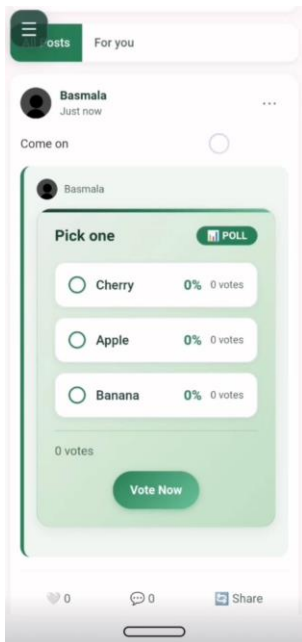 Posts
For you
Basmala
Just now
...
Come on
Basmala
Pick one
📊 POLL
Cherry 0% 0 votes
Apple 0% 0 votes
Banana 0% 0 votes
0 votes
Vote Now
🤍 0
💬 0
🔄 Share